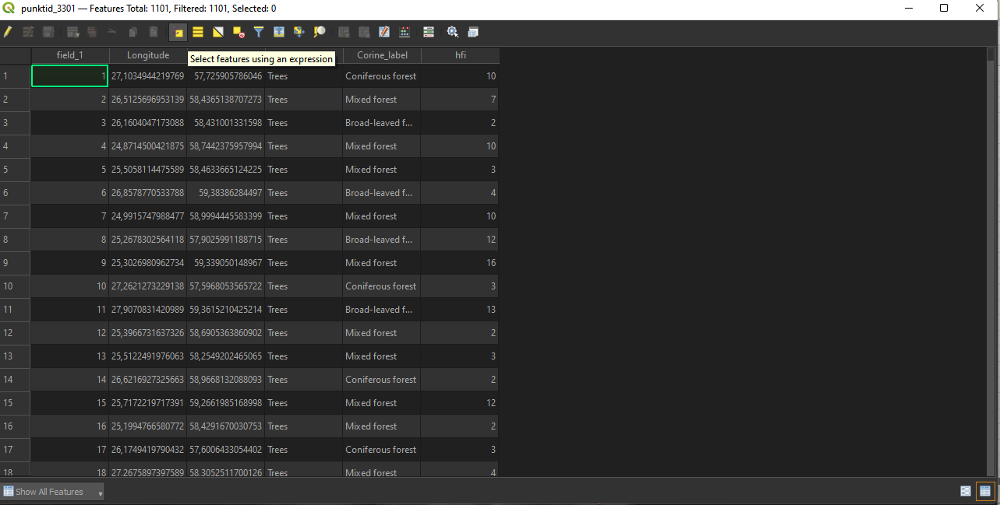 punktid_3301 — Features Total: 1101, Filtered: 1101, Selected: 0
field_1 Longitude Corine_label hfi
Select features using an expression
1 1 27,1034944219769 57,725905786046 Trees Coniferous forest 10
2 2 26,5125696953139 58,4365138707273 Trees Mixed forest 7
3 3 26,1604047173088 58,431001331598 Trees Broad-leaved f... 2
4 4 24,8714500421875 58,7442375957994 Trees Mixed forest 10
5 5 25,5058114475589 58,4633665124225 Trees Mixed forest 3
6 6 26,8578770533788 59,38386284497 Trees Broad-leaved f... 4
7 7 24,9915747988477 58,9994445583399 Trees Mixed forest 10
8 8 25,2678302564118 57,9025991188715 Trees Broad-leaved f... 12
9 9 25,3026980962734 59,339050148967 Trees Mixed forest 16
10 10 27,2621273229138 57,5968053565722 Trees Coniferous forest 3
11 11 27,9070831420989 59,3615210425214 Trees Broad-leaved f... 13
12 12 25,3966731637326 58,6905363860902 Trees Mixed forest 2
13 13 25,5122491976063 58,2549202465065 Trees Mixed forest 3
14 14 26,6216927325663 58,9668132088093 Trees Coniferous forest 2
15 15 25,7172219717391 59,2661985168998 Trees Mixed forest 12
16 16 25,1994766580772 58,4291670030753 Trees Mixed forest 2
17 17 26,1749419790432 57,6006433054402 Trees Coniferous forest 3
18 18 27,2675897397589 58,3052511700126 Trees Mixed forest 4
Show All Features